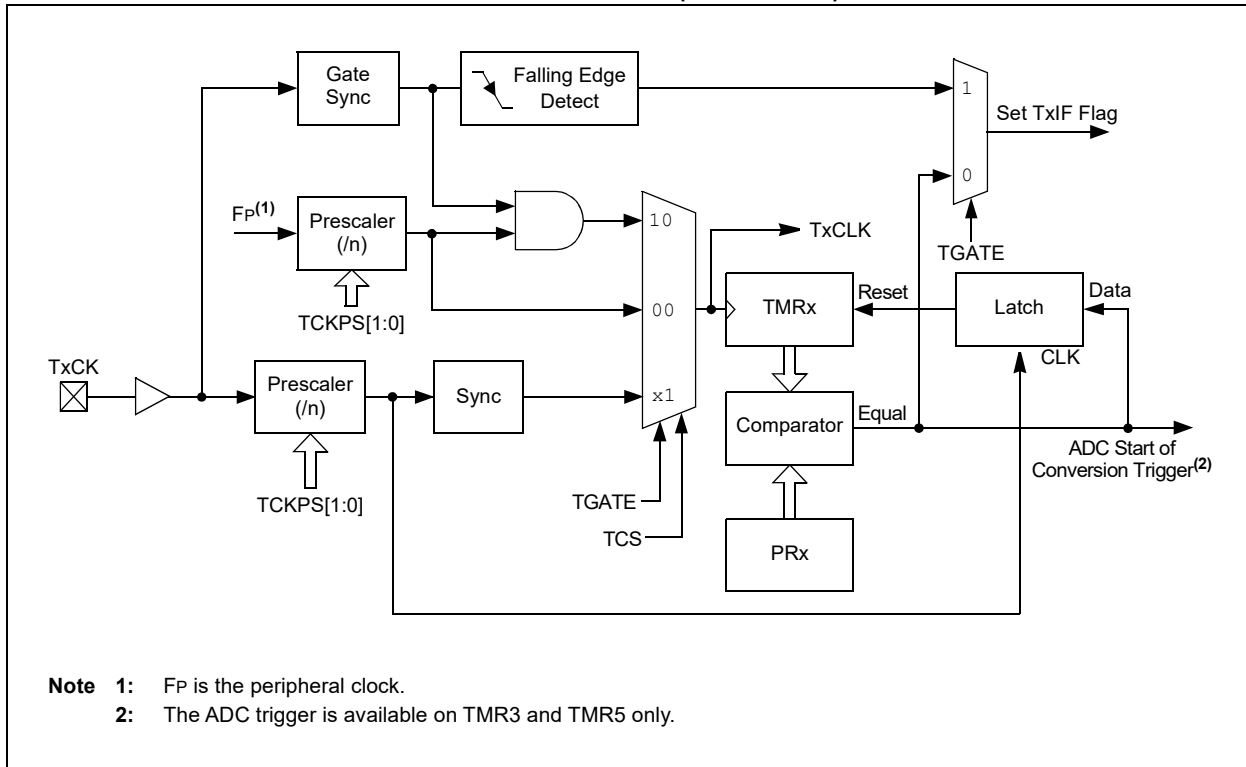 Gate
Sync
Falling Edge
Detect
1
Set TxIF Flag
0
TGATE
FP(1)
Prescaler
(/n)
TCKPS[1:0]
10
00
x1
TxCLK
TMRx
Reset
Latch
Data
CLK
TxCK
Prescaler
(/n)
TCKPS[1:0]
Sync
Comparator
Equal
ADC Start of
Conversion Trigger(2)
TGATE
TCS
PRx
Note 1: FP is the peripheral clock.
2: The ADC trigger is available on TMR3 and TMR5 only.